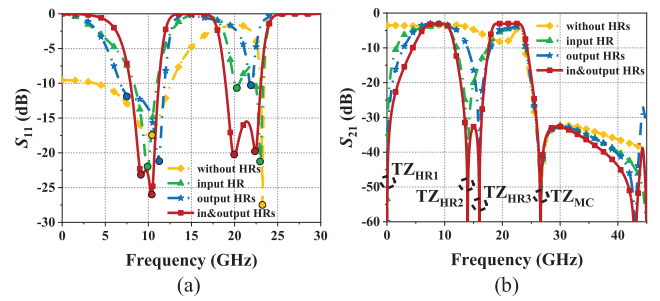 (a)
0
-5
-10
-15
-20
-25
-30
S11 (dB)
without HRs
input HR
output HRs
in&output HRs
0 5 10 15 20 25 30
Frequency (GHz)
(a)
(b)
0
-10
-20
-30
-40
-50
-60
S21 (dB)
without HRs
input HR
output HRs
in&output HRs
TZHR1
TZHR2
TZHR3
TZMC
0 10 20 30 40
Frequency (GHz)
(b)